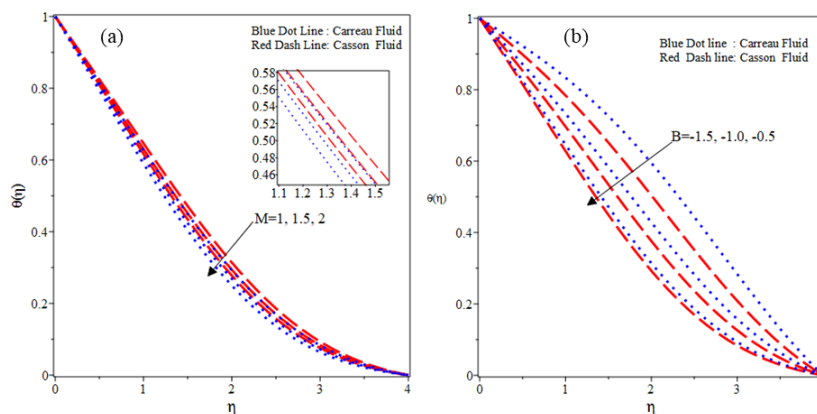 (a)
Blue Dot Line : Carreau Fluid
Red Dash Line: Casson Fluid
1
0.8
0.6
0.4
0.2
0
θ(η)
0.58
0.56
0.54
0.52
0.50
0.48
0.46
1.1 1.2 1.3 1.4 1.5
M=1, 1.5, 2
0 1 2 3 4
η
(b)
Blue Dot line : Carreau Fluid
Red Dash line: Casson Fluid
1
0.8
0.6
0.4
0.2
0
θ(η)
B=-1.5, -1.0, -0.5
0 1 2 3
η